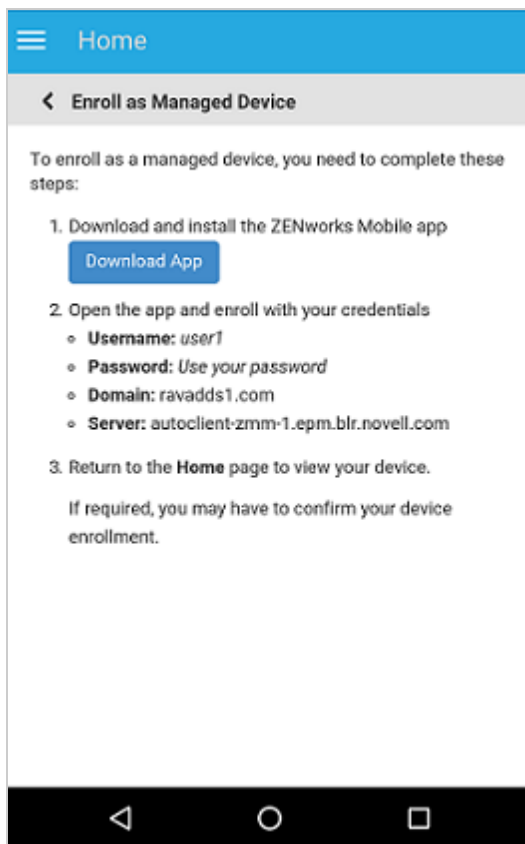 Home
Enroll as Managed Device
To enroll as a managed device, you need to complete these
steps:
1. Download and install the ZENworks Mobile app
Download App
2. Open the app and enroll with your credentials
Username: user1
Password: Use your password
Domain: ravadds1.com
Server: autoclient-zmm-1.epm.blr.novell.com
3. Return to the Home page to view your device.
If required, you may have to confirm your device
enrollment.